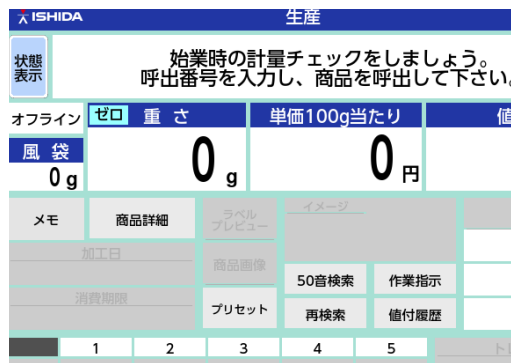 ISHIDA 生産
状態
表示
始業時の計量チェックをしましょう。
呼出番号を入力し、商品を呼出して下さい。
オフライン ゼロ 重さ 単価100g当たり 値
風袋
0 g 0 g 0 円
メモ 商品詳細 ラベル
プレビュー イメージ
加工日 商品画像
50音検索 作業指示
消費期限 プリセット 再検索 値付履歴
1 2 3 4 5